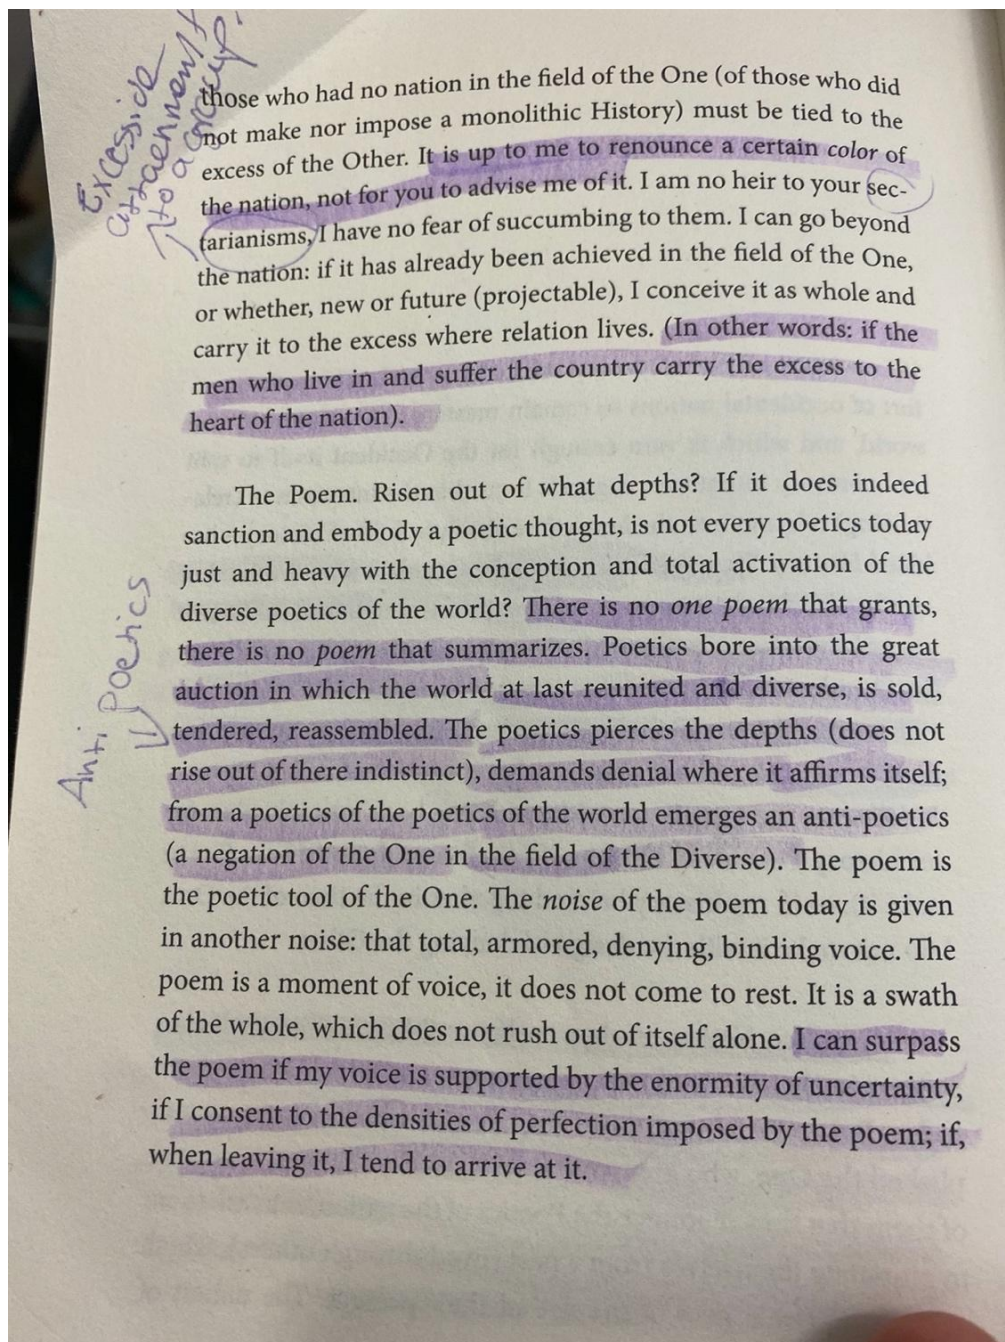 Excessive
attaenment
to a group.
those who had no nation in the field of the One (of those who did
not make nor impose a monolithic History) must be tied to the
excess of the Other. It is up to me to renounce a certain color of
the nation, not for you to advise me of it. I am no heir to your sec-
tarianisms, I have no fear of succumbing to them. I can go beyond
the nation: if it has already been achieved in the field of the One,
or whether, new or future (projectable), I conceive it as whole and
carry it to the excess where relation lives. (In other words: if the
men who live in and suffer the country carry the excess to the
heart of the nation).
The Poem. Risen out of what depths? If it does indeed
sanction and embody a poetic thought, is not every poetics today
just and heavy with the conception and total activation of the
diverse poetics of the world? There is no one poem that grants,
there is no poem that summarizes. Poetics bore into the great
auction in which the world at last reunited and diverse, is sold,
tendered, reassembled. The poetics pierces the depths (does not
rise out of there indistinct), demands denial where it affirms itself;
from a poetics of the poetics of the world emerges an anti-poetics
(a negation of the One in the field of the Diverse). The poem is
the poetic tool of the One. The noise of the poem today is given
in another noise: that total, armored, denying, binding voice. The
poem is a moment of voice, it does not come to rest. It is a swath
of the whole, which does not rush out of itself alone. I can surpass
the poem if my voice is supported by the enormity of uncertainty,
if I consent to the densities of perfection imposed by the poem; if,
when leaving it, I tend to arrive at it.
Anti Poetics